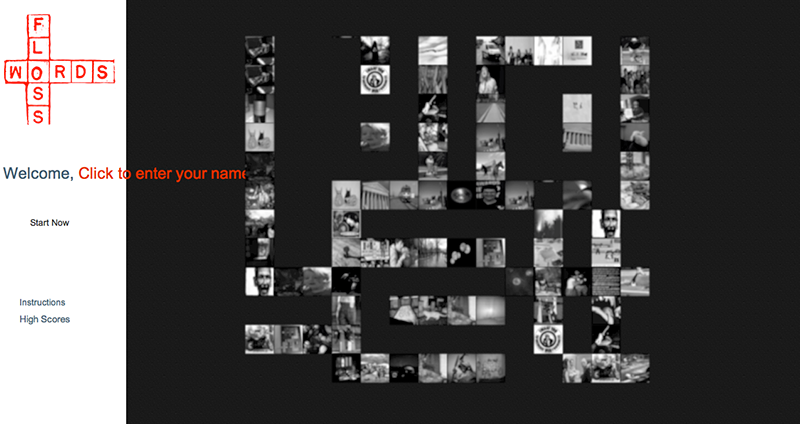 FLOSS
WORDS
Welcome, Click to enter your name
Start Now
Instructions
High Scores